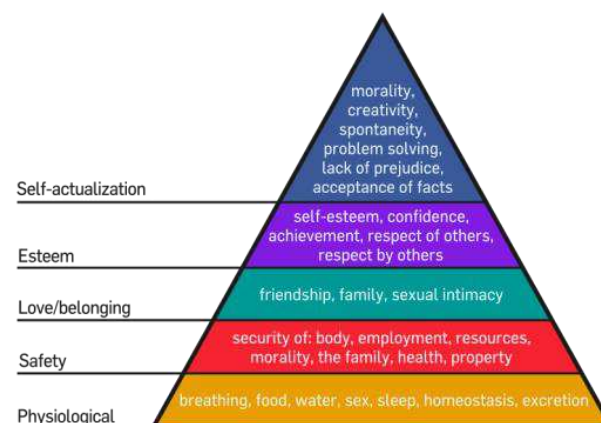 morality,
creativity,
spontaneity,
problem solving,
lack of prejudice,
acceptance of facts
Self-actualization
self-esteem, confidence,
achievement, respect of others,
respect by others
Esteem
friendship, family, sexual intimacy
Love/belonging
security of: body, employment, resources,
morality, the family, health, property
Safety
breathing, food, water, sex, sleep, homeostasis, excretion
Physiological